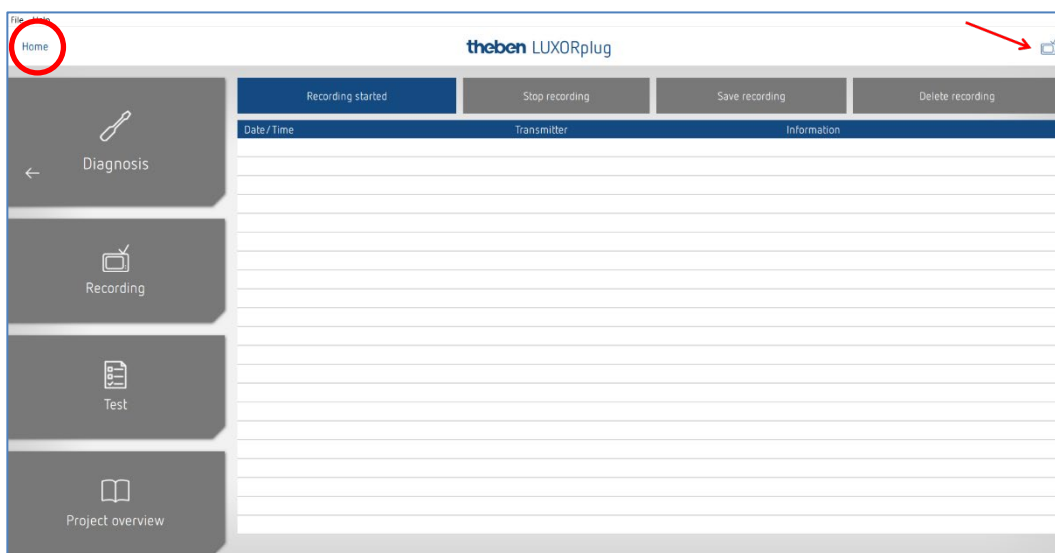 File Help
Home
theben LUXORplug
Recording started Stop recording Save recording Delete recording
Date/Time Transmitter Information
Diagnosis
Recording
Test
Project overview